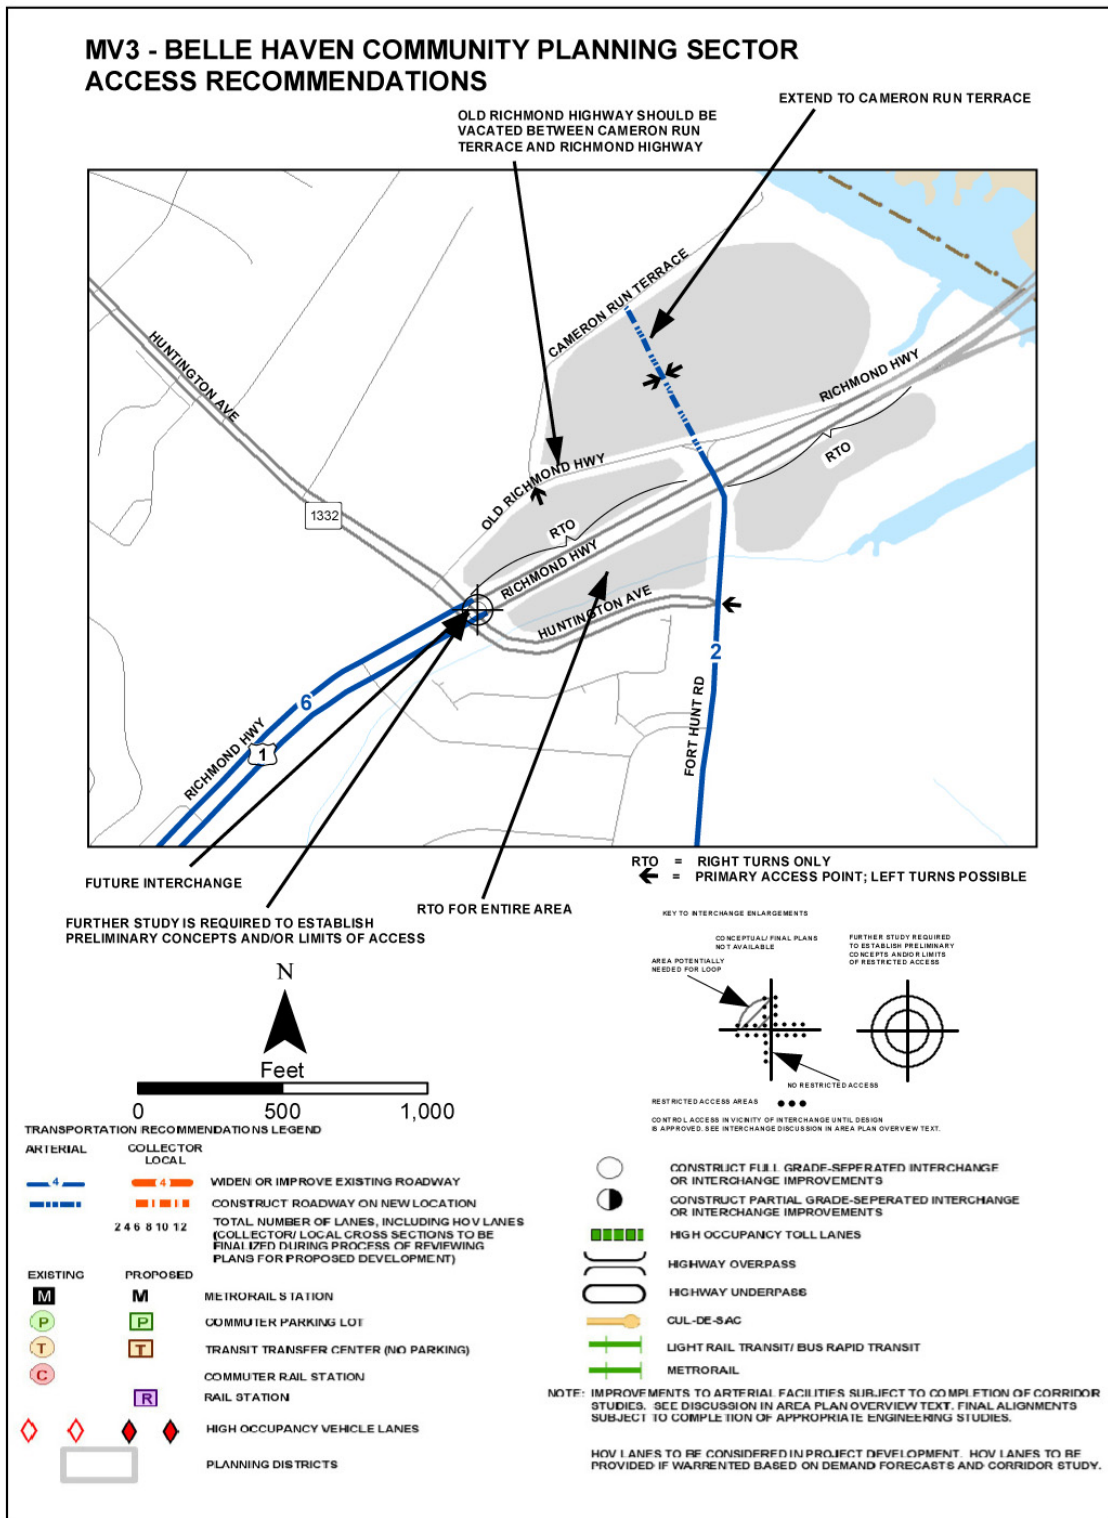 MV3 - BELLE HAVEN COMMUNITY PLANNING SECTOR
ACCESS RECOMMENDATIONS
OLD RICHMOND HIGHWAY SHOULD BE
VACATED BETWEEN CAMERON RUN
TERRACE AND RICHMOND HIGHWAY
EXTEND TO CAMERON RUN TERRACE
CAMERON RUN TERRACE
HUNTINGTON AVE
RICHMOND HWY
RTO
OLD RICHMOND HWY
1332
RTO
RICHMOND HWY
HUNTINGTON AVE
2
FORT HUNT RD
6
RICHMOND HWY
1
RTO = RIGHT TURNS ONLY
= PRIMARY ACCESS POINT; LEFT TURNS POSSIBLE
FUTURE INTERCHANGE
RTO FOR ENTIRE AREA
FURTHER STUDY IS REQUIRED TO ESTABLISH
PRELIMINARY CONCEPTS AND/OR LIMITS OF ACCESS
KEY TO INTERCHANGE ENLARGEMENTS
CONCEPTUAL/ FINAL PLANS
NOT AVAILABLE
FURTHER STUDY REQUIRED
TO ESTABLISH PRELIMINARY
CONCEPTS AND/OR LIMITS
OF RESTRICTED ACCESS
AREA POTENTIALLY
NEEDED FOR LOOP
NO RESTRICTED ACCESS
RESTRICTED ACCESS AREAS
CONTROL ACCESS IN VICINITY OF INTERCHANGE UNTIL DESIGN
IS APPROVED. SEE INTERCHANGE DISCUSSION IN AREA PLAN OVERVIEW TEXT.
N
Feet
0 500 1,000
TRANSPORTATION RECOMMENDATIONS LEGEND
ARTERIAL
COLLECTOR
LOCAL
4 4 WIDEN OR IMPROVE EXISTING ROADWAY
CONSTRUCT ROADWAY ON NEW LOCATION
2 4 6 8 10 12 TOTAL NUMBER OF LANES, INCLUDING HOV LANES
(COLLECTOR/ LOCAL CROSS SECTIONS TO BE
FINALIZED DURING PROCESS OF REVIEWING
PLANS FOR PROPOSED DEVELOPMENT)
EXISTING PROPOSED
M M METRORAIL STATION
P P COMMUTER PARKING LOT
T T TRANSIT TRANSFER CENTER (NO PARKING)
C COMMUTER RAIL STATION
R RAIL STATION
HIGH OCCUPANCY VEHICLE LANES
PLANNING DISTRICTS
CONSTRUCT FULL GRADE-SEPERATED INTERCHANGE
OR INTERCHANGE IMPROVEMENTS
CONSTRUCT PARTIAL GRADE-SEPERATED INTERCHANGE
OR INTERCHANGE IMPROVEMENTS
HIGH OCCUPANCY TOLL LANES
HIGHWAY OVERPASS
HIGHWAY UNDERPASS
CUL-DE-SAC
LIGHT RAIL TRANSIT/ BUS RAPID TRANSIT
METRORAIL
NOTE: IMPROVEMENTS TO ARTERIAL FACILITIES SUBJECT TO COMPLETION OF CORRIDOR
STUDIES. SEE DISCUSSION IN AREA PLAN OVERVIEW TEXT. FINAL ALIGNMENTS
SUBJECT TO COMPLETION OF APPROPRIATE ENGINEERING STUDIES.
HOV LANES TO BE CONSIDERED IN PROJECT DEVELOPMENT. HOV LANES TO BE
PROVIDED IF WARRENTED BASED ON DEMAND FORECASTS AND CORRIDOR STUDY.